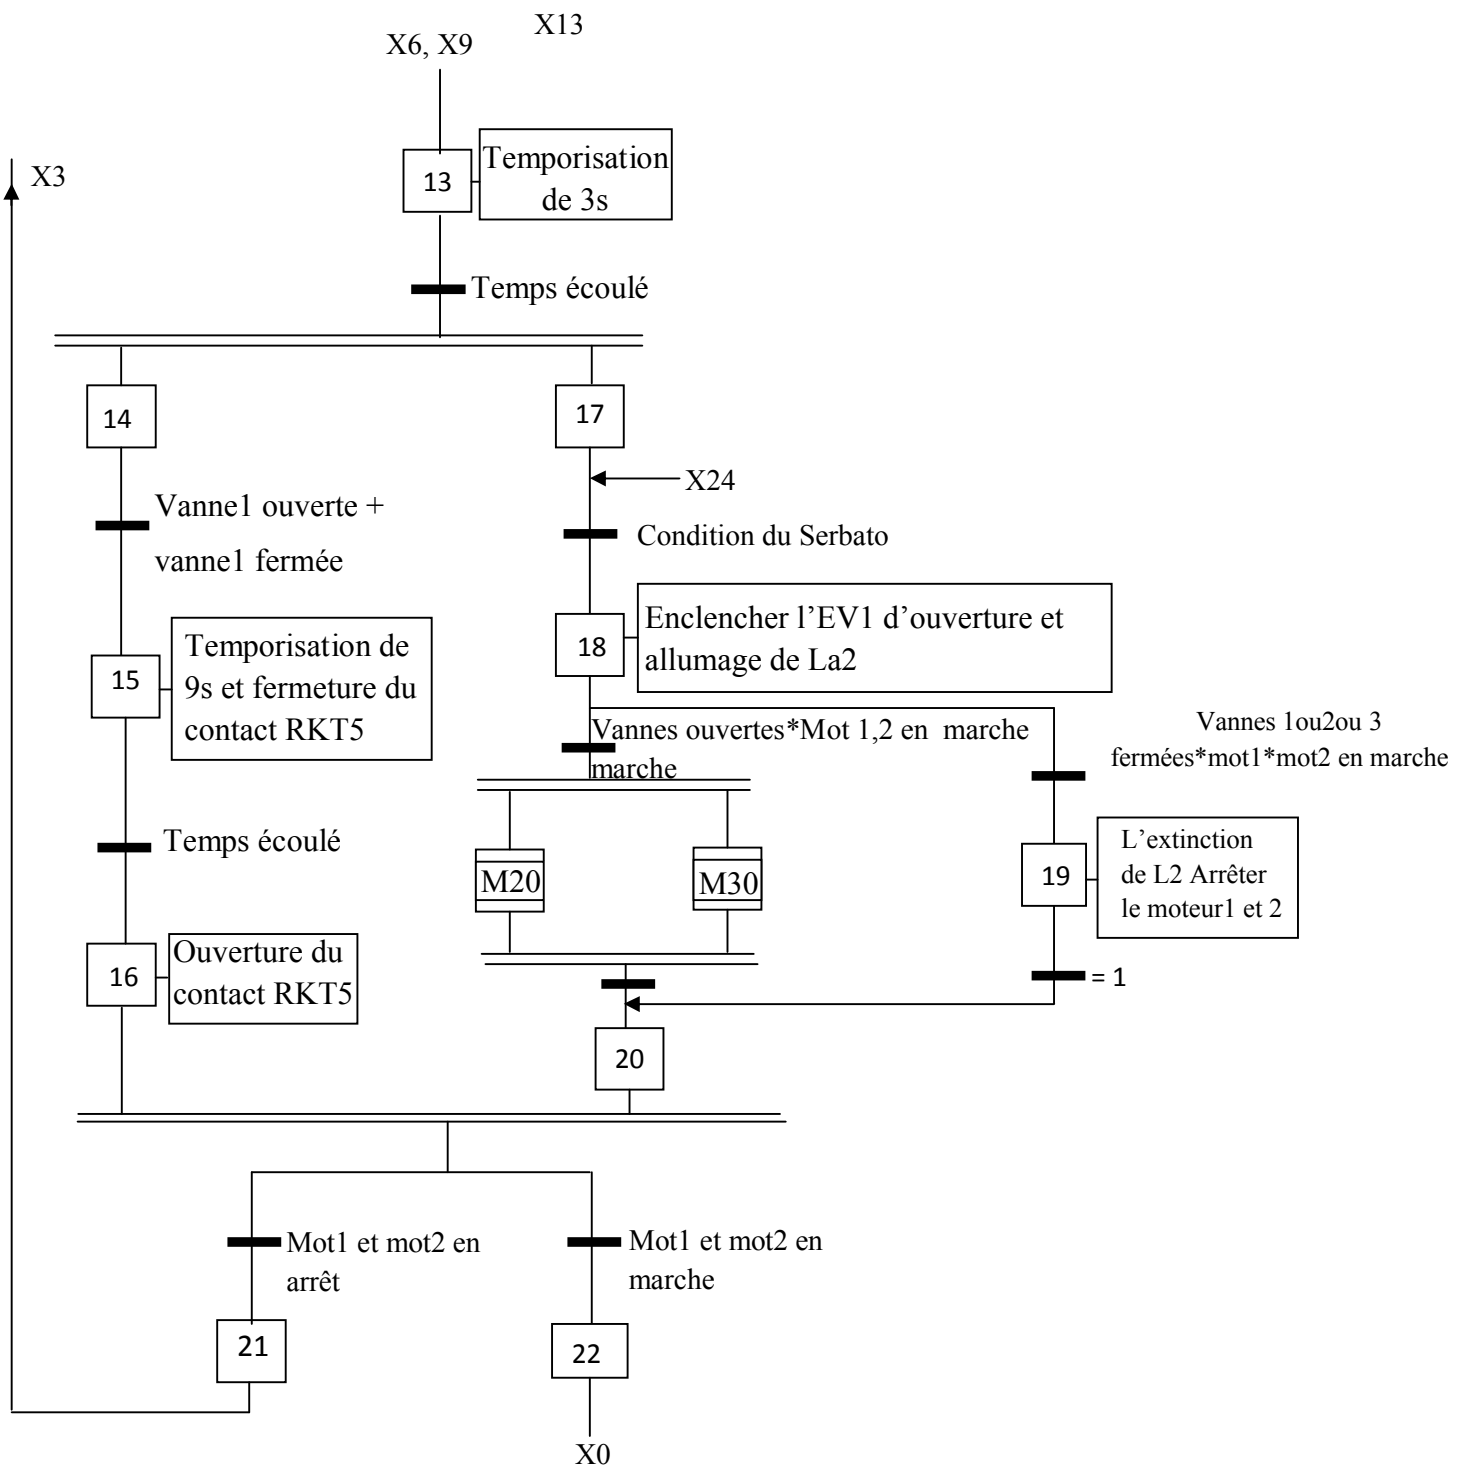 X13
X6, X9
X3
13
Temporisation
de 3s
Temps écoulé
14
17
X24
Vanne1 ouverte +
vanne1 fermée
Condition du Serbato
18
Enclencher l’EV1 d’ouverture et
allumage de La2
15
Temporisation de
9s et fermeture du
contact RKT5
Vannes ouvertes*Mot 1,2 en marche
marche
Vannes 1ou2ou 3
fermées*mot1*mot2 en marche
Temps écoulé
M20
M30
19
L’extinction
de L2 Arrêter
le moteur1 et 2
16
Ouverture du
contact RKT5
= 1
20
Mot1 et mot2 en
arrêt
Mot1 et mot2 en
marche
21
22
X0